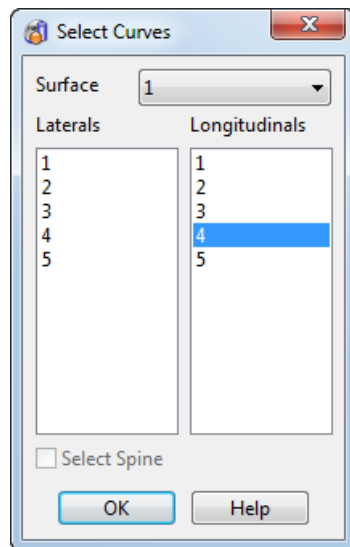 Select Curves
Surface 1
Laterals Longitudinals
1 1
2 2
3 3
4 4
5 5
Select Spine
OK Help